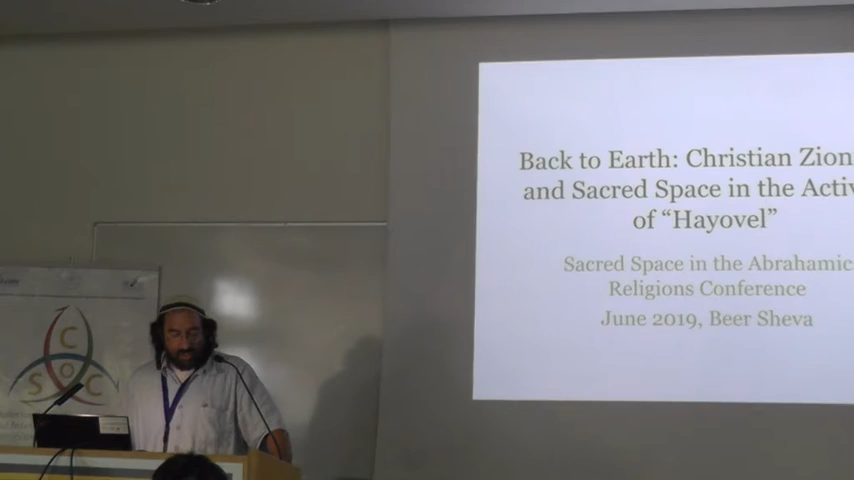 Back to Earth: Christian Zion
and Sacred Space in the Activ
of “Hayovel”
Sacred Space in the Abrahamic
Religions Conference
June 2019, Beer Sheva
C
S O C